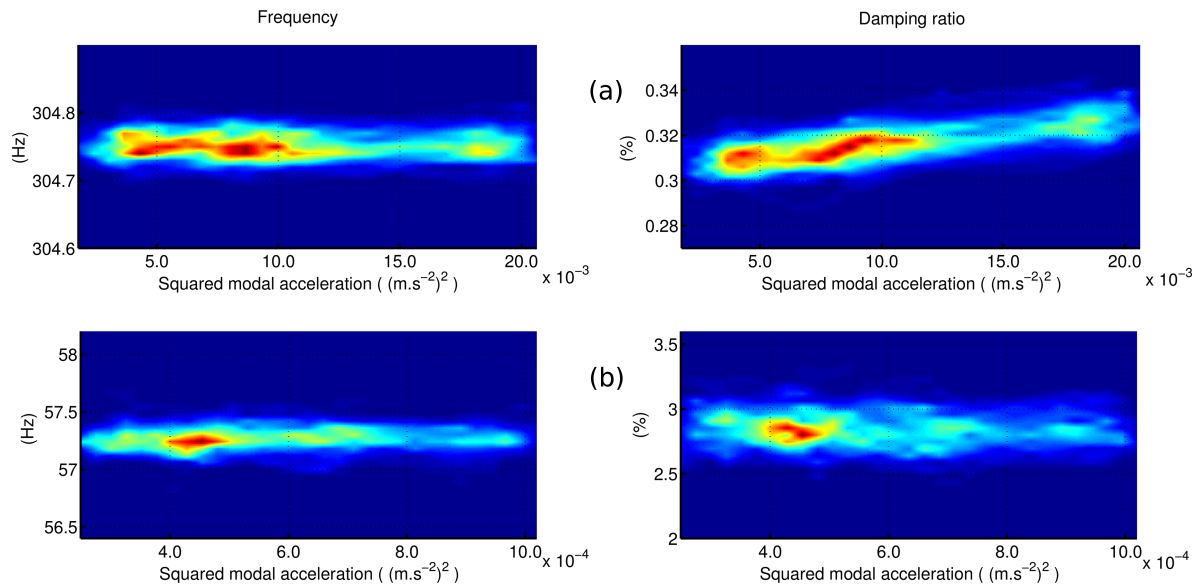 Frequency
Damping ratio
(a)
304.8
304.7
304.6
(Hz)
5.0 10.0 15.0 20.0
x 10⁻³
Squared modal acceleration ( (m.s⁻²)² )
0.34
0.32
0.3
0.28
(%)
5.0 10.0 15.0 20.0
x 10⁻³
Squared modal acceleration ( (m.s⁻²)² )
(b)
58
57.5
57
56.5
(Hz)
4.0 6.0 8.0 10.0
x 10⁻⁴
Squared modal acceleration ( (m.s⁻²)² )
3.5
3
2.5
2
(%)
4.0 6.0 8.0 10.0
x 10⁻⁴
Squared modal acceleration ( (m.s⁻²)² )